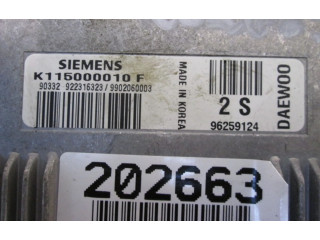 SIEMENS
K115000010 F
90332 922316323 / 9902060003
MADE IN KOREA
2 S
96259124
DAEWOO
202663